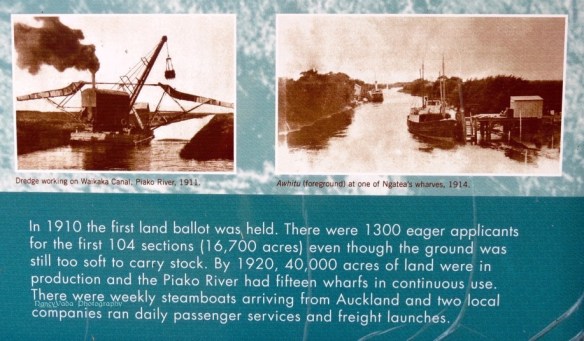 Dredge working on Waikaka Canal, Piako River, 1911.
Awhitu (foreground) at one of Ngatea's wharves, 1914.
In 1910 the first land ballot was held. There were 1300 eager applicants
for the first 104 sections (16,700 acres) even though the ground was
still too soft to carry stock. By 1920, 40,000 acres of land were in
production and the Piako River had fifteen wharfs in continuous use.
There were weekly steamboats arriving from Auckland and two local
companies ran daily passenger services and freight launches.
Photography